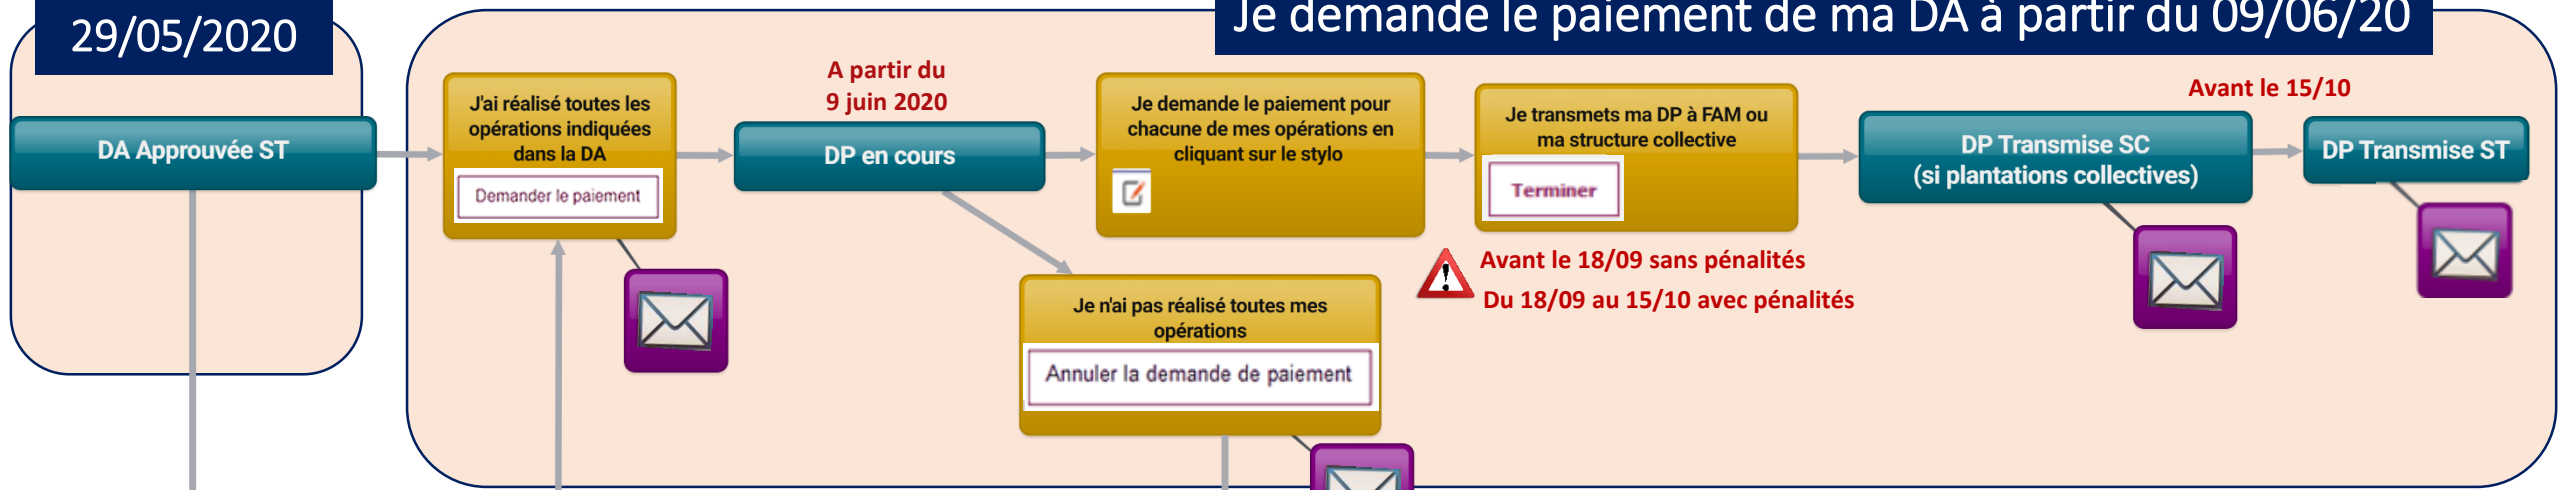 29/05/2020
Je demande le paiement de ma DA à partir du 09/06/20
DA Approuvée ST
J'ai réalisé toutes les
opérations indiquées
dans la DA
Demander le paiement
A partir du
9 juin 2020
DP en cours
Je demande le paiement pour
chacune de mes opérations en
cliquant sur le stylo
Je transmets ma DP à FAM ou
ma structure collective
Terminer
Avant le 18/09 sans pénalités
Du 18/09 au 15/10 avec pénalités
DP Transmise SC
(si plantations collectives)
Avant le 15/10
DP Transmise ST
Je n'ai pas réalisé toutes mes
opérations
Annuler la demande de paiement